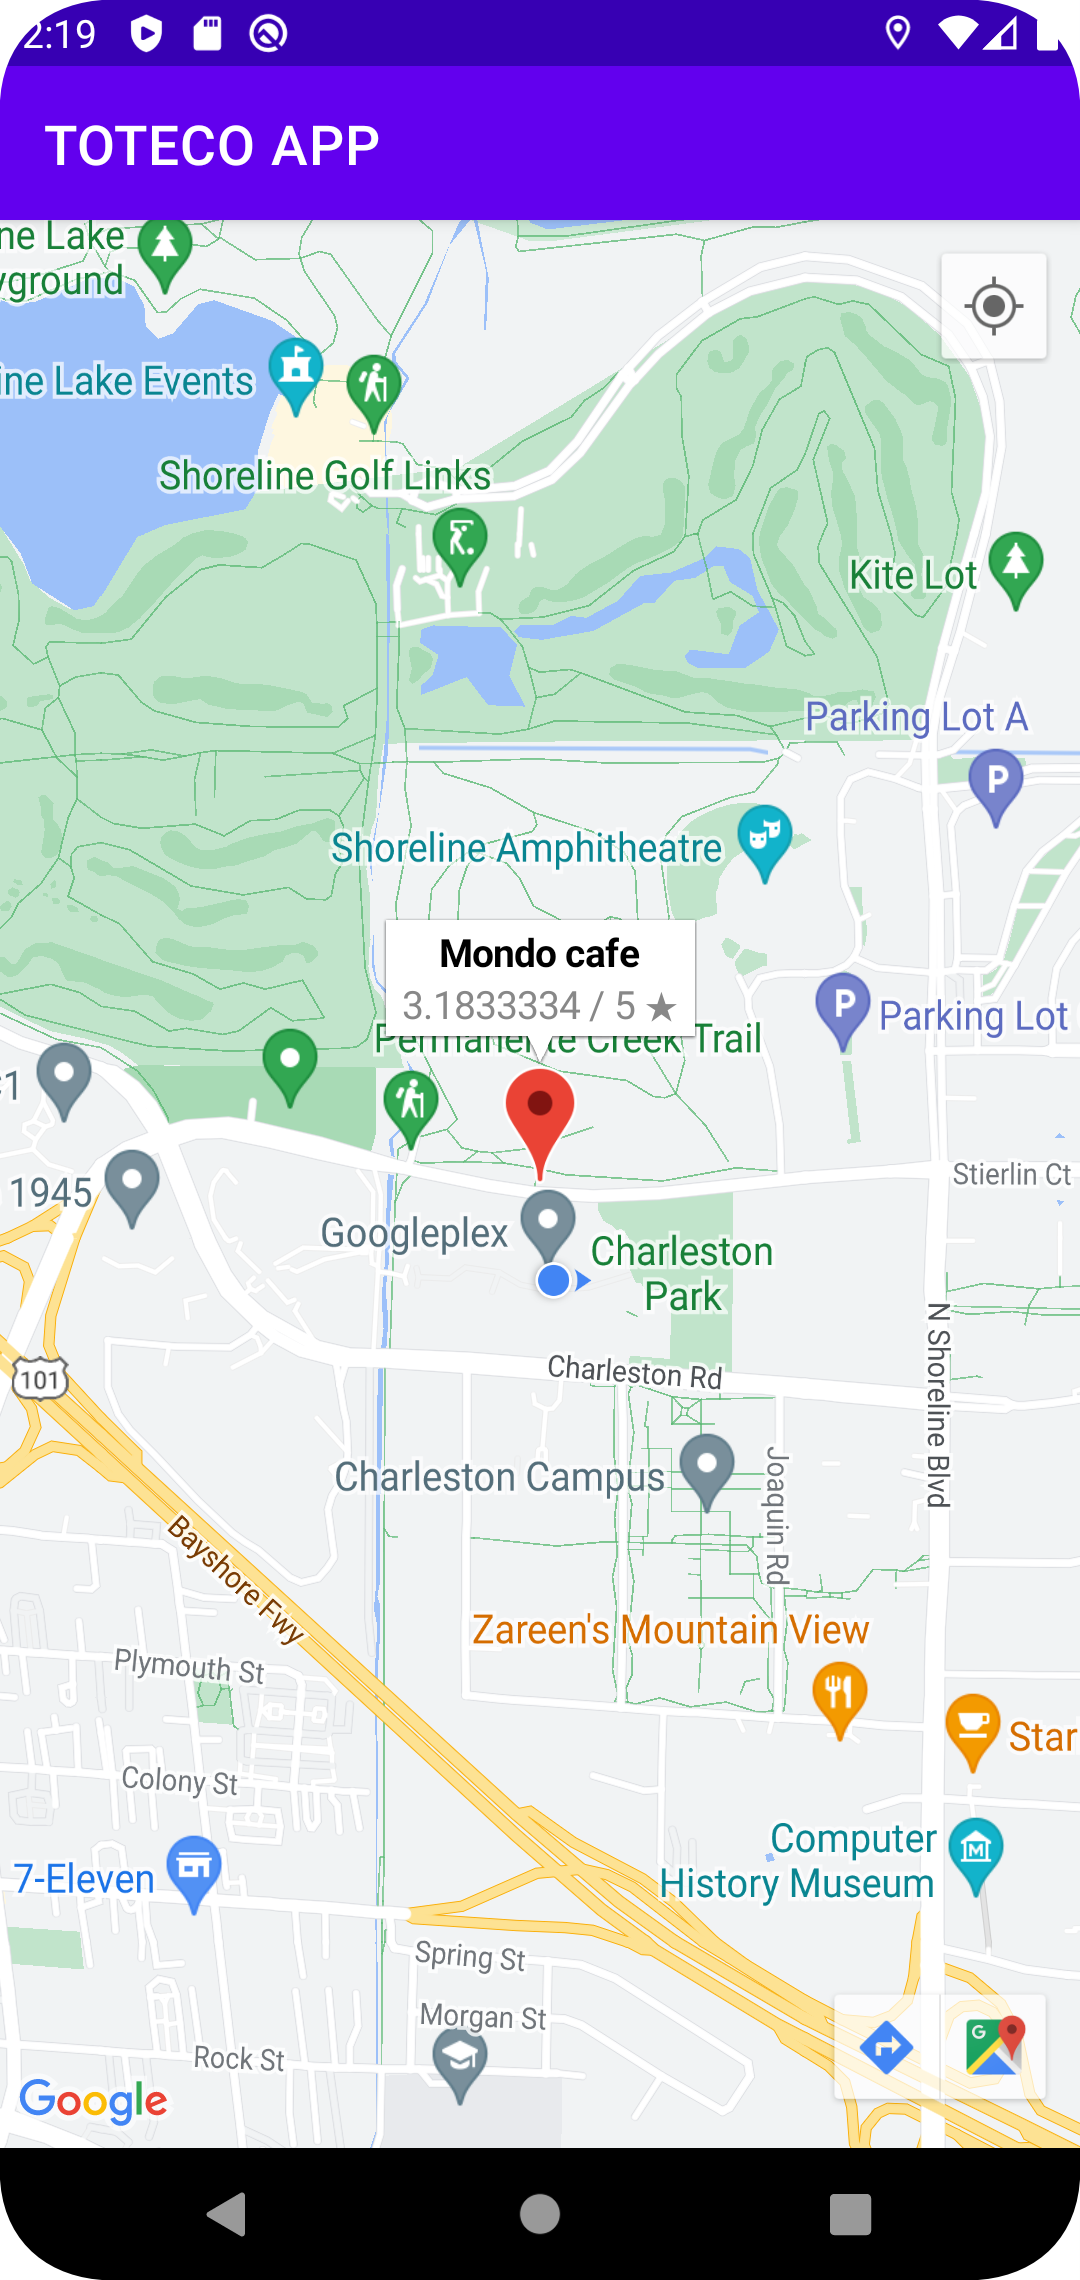 2:19
TOTECO APP
ne Lake
yground
ine Lake Events
Shoreline Golf Links
Kite Lot
Parking Lot A
P
Shoreline Amphitheatre
Mondo cafe
3.1833334 / 5 ★
Permanente Creek Trail
P
Parking Lot
1
1945
Stierlin Ct
Googleplex
Charleston
Park
N Shoreline Blvd
101
Charleston Rd
Charleston Campus
Joaquin Rd
Bayshore Fwy
Zareen's Mountain View
Plymouth St
Star
Colony St
Computer
History Museum
M
7-Eleven
Spring St
Morgan St
Rock St
G
Google